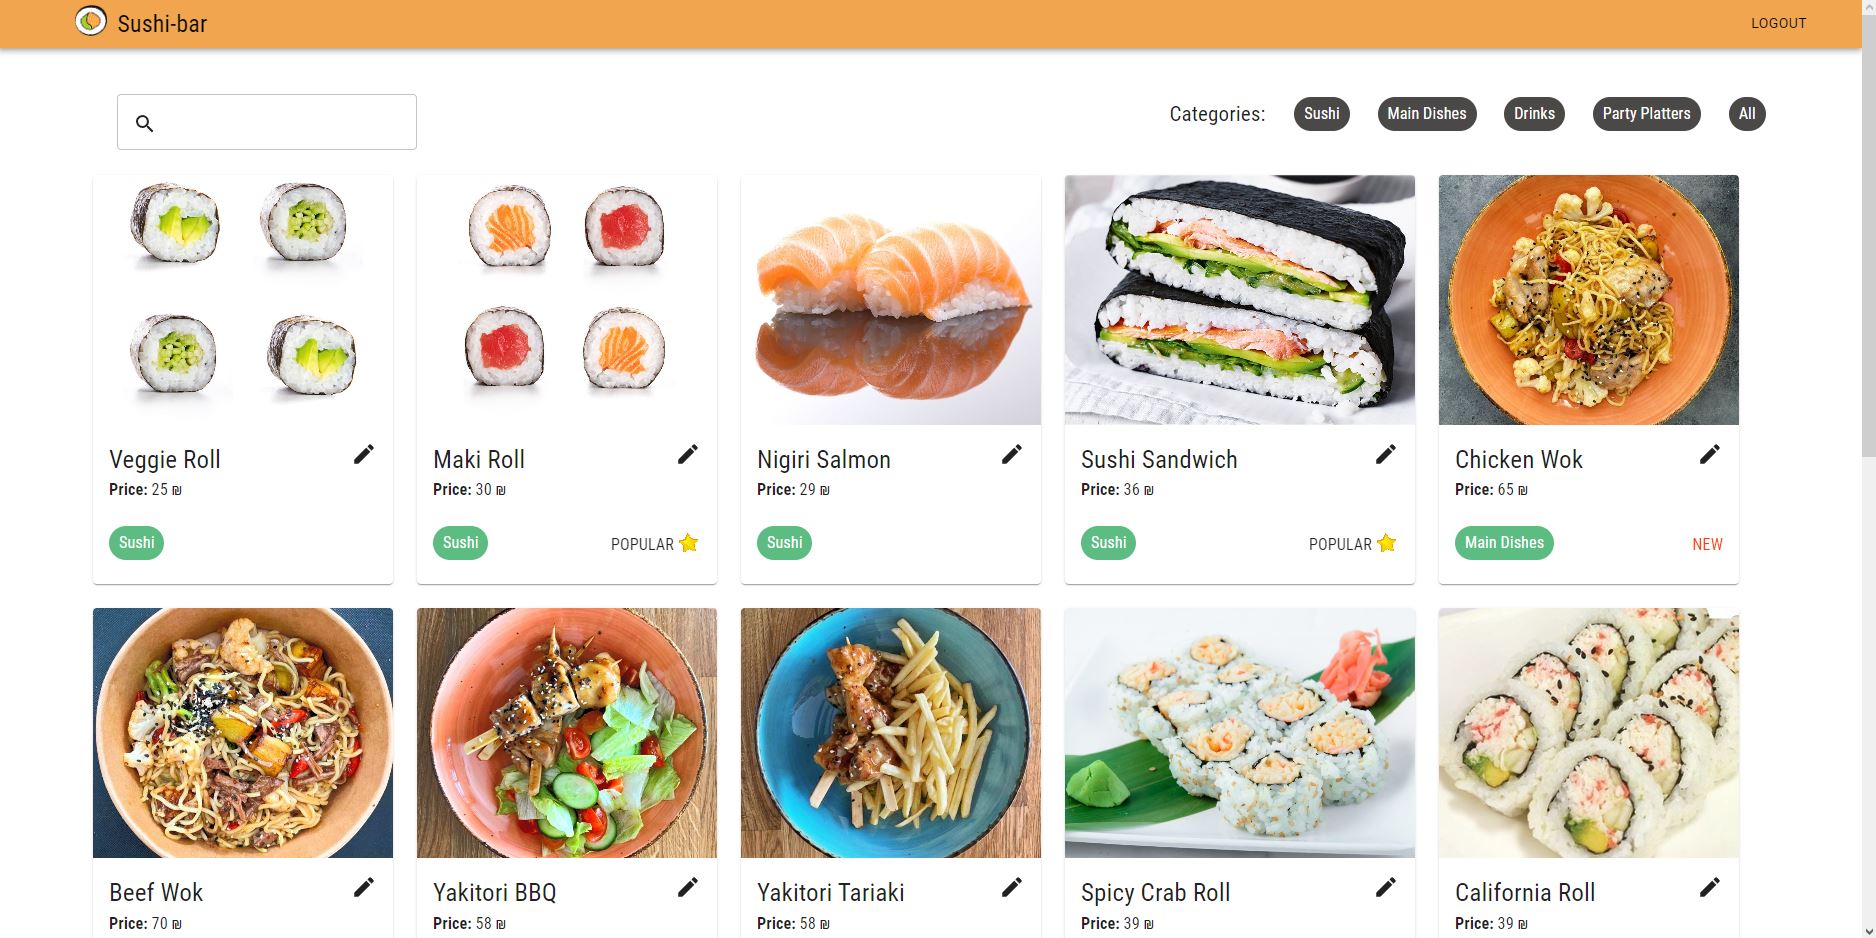 Sushi-bar
LOGOUT
Categories:
Sushi
Main Dishes
Drinks
Party Platters
All
Veggie Roll
Price: 25 ₪
Sushi
Maki Roll
Price: 30 ₪
Sushi
POPULAR
Nigiri Salmon
Price: 29 ₪
Sushi
Sushi Sandwich
Price: 36 ₪
Sushi
POPULAR
Chicken Wok
Price: 65 ₪
Main Dishes
NEW
Beef Wok
Price: 70 ₪
Yakitori BBQ
Price: 58 ₪
Yakitori Tariaki
Price: 58 ₪
Spicy Crab Roll
Price: 39 ₪
California Roll
Price: 39 ₪